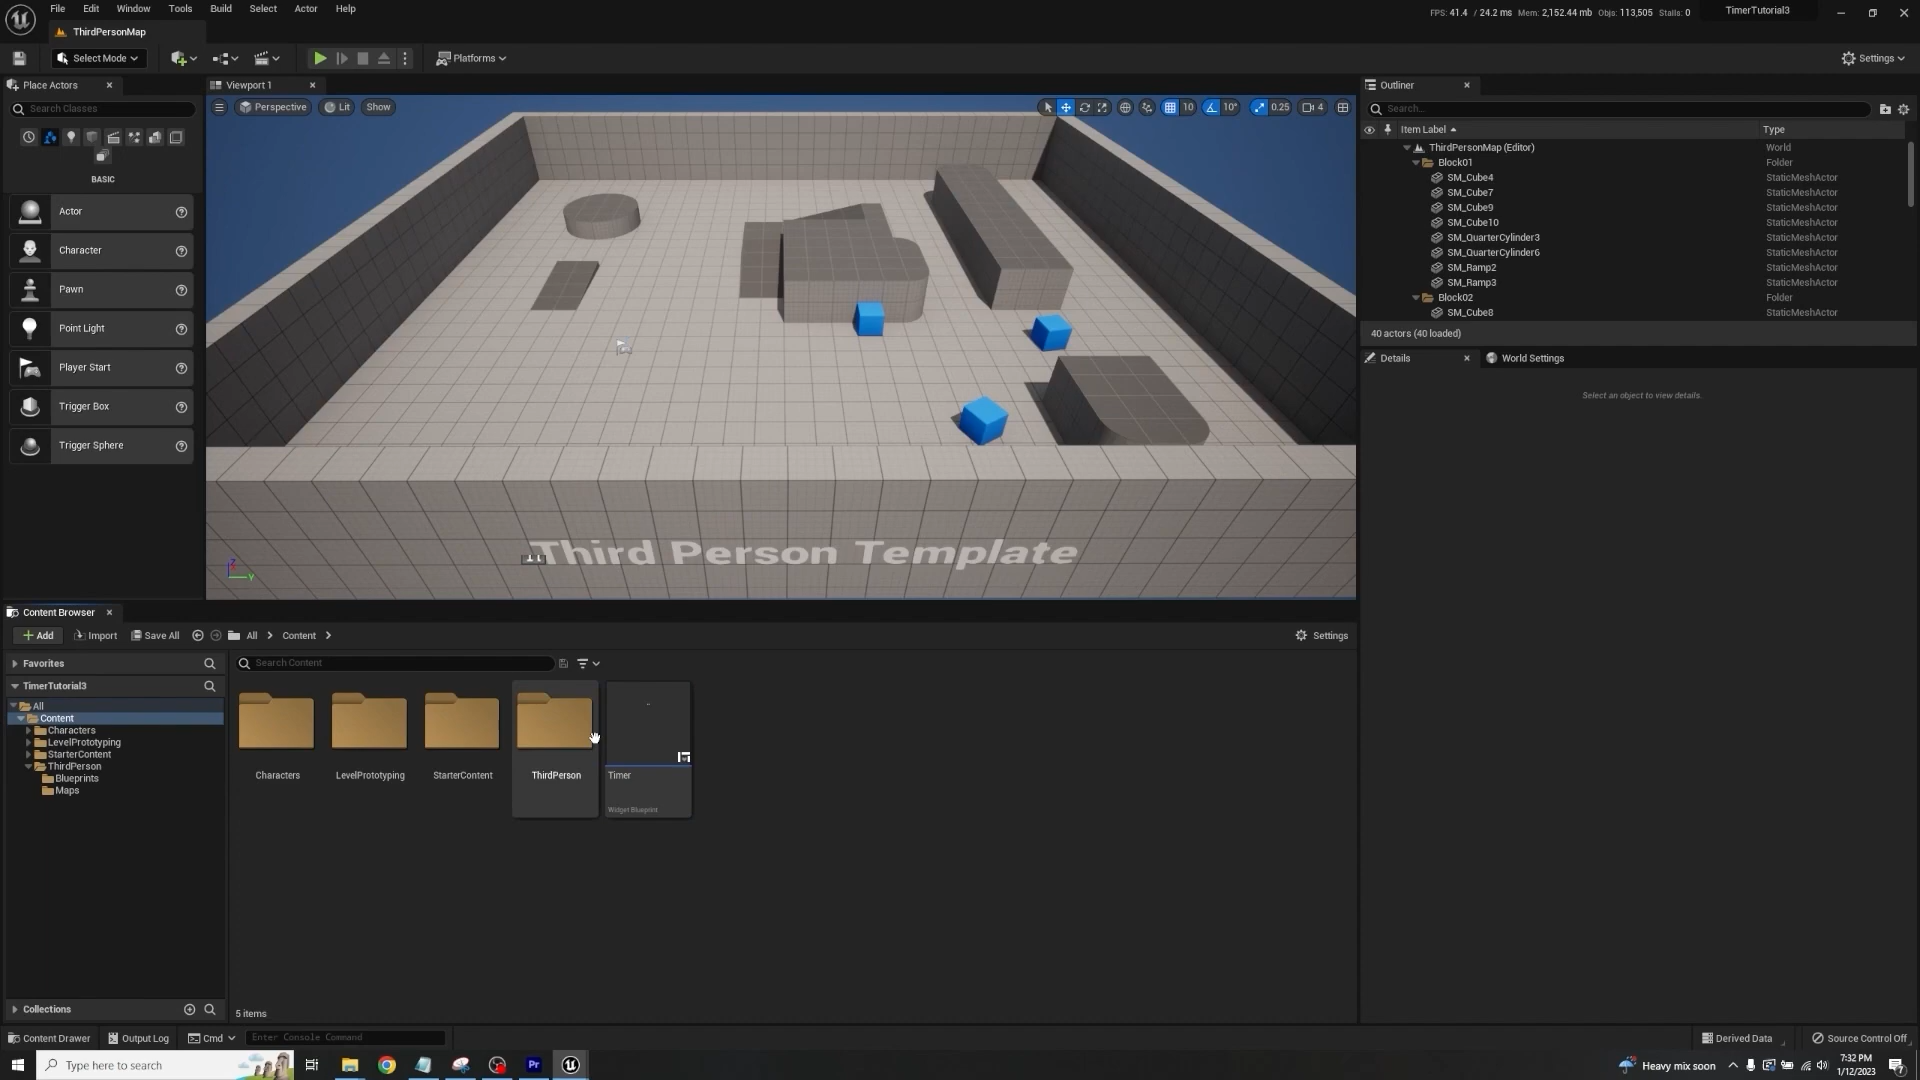 File Edit Window Tools Build Select Actor Help
FPS: 41.4 / 24.2 ms Mem: 2,152.44 mb Objs: 113,505 Stalls: 0
TimerTutorial3
ThirdPersonMap
Select Mode
Platforms
Settings
Place Actors
Search Classes
BASIC
Actor
Character
Pawn
Point Light
Player Start
Trigger Box
Trigger Sphere
Viewport 1
Perspective Lit Show
10 10° 0.25 4
Third Person Template
Outliner
Search...
Item Label Type
ThirdPersonMap (Editor) World
Block01 Folder
SM_Cube4 StaticMeshActor
SM_Cube7 StaticMeshActor
SM_Cube9 StaticMeshActor
SM_Cube10 StaticMeshActor
SM_QuarterCylinder3 StaticMeshActor
SM_QuarterCylinder6 StaticMeshActor
SM_Ramp2 StaticMeshActor
SM_Ramp3 StaticMeshActor
Block02 Folder
SM_Cube8 StaticMeshActor
40 actors (40 loaded)
Details World Settings
Select an object to view details.
Content Browser
Add Import Save All All Content
Settings
Favorites
TimerTutorial3
All
Content
Characters
LevelPrototyping
StarterContent
ThirdPerson
Blueprints
Maps
Collections
Search Content
Characters LevelPrototyping StarterContent ThirdPerson Timer
Widget Blueprint
5 items
Content Drawer Output Log Cmd Enter Console Command
Derived Data Source Control Off
Type here to search
Pr
Heavy mix soon
7:32 PM
1/12/2023
7